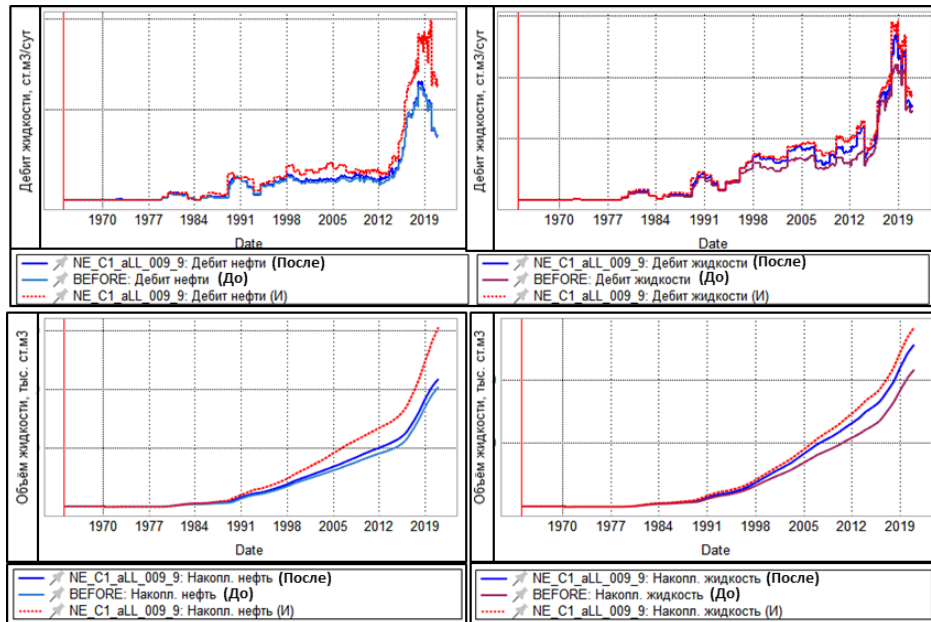 Дебит жидкости, ст.м3/сут
1970 1977 1984 1991 1998 2005 2012 2019
Date
NE_C1_aLL_009_9: Дебит нефти (После)
BEFORE: Дебит нефти (До)
NE_C1_aLL_009_9: Дебит нефти (И)
Дебит жидкости, ст.м3/сут
1970 1977 1984 1991 1998 2005 2012 2019
Date
NE_C1_aLL_009_9: Дебит жидкости (После)
BEFORE: Дебит жидкости (До)
NE_C1_aLL_009_9: Дебит жидкости (И)
Объём жидкости, тыс. ст.м3
1970 1977 1984 1991 1998 2005 2012 2019
Date
NE_C1_aLL_009_9: Накопл. нефть (После)
BEFORE: Накопл. нефть (До)
NE_C1_aLL_009_9: Накопл. нефть (И)
Объём жидкости, тыс. ст.м3
1970 1977 1984 1991 1998 2005 2012 2019
Date
NE_C1_aLL_009_9: Накопл. жидкость (После)
BEFORE: Накопл. жидкость (До)
NE_C1_aLL_009_9: Накопл. жидкость (И)